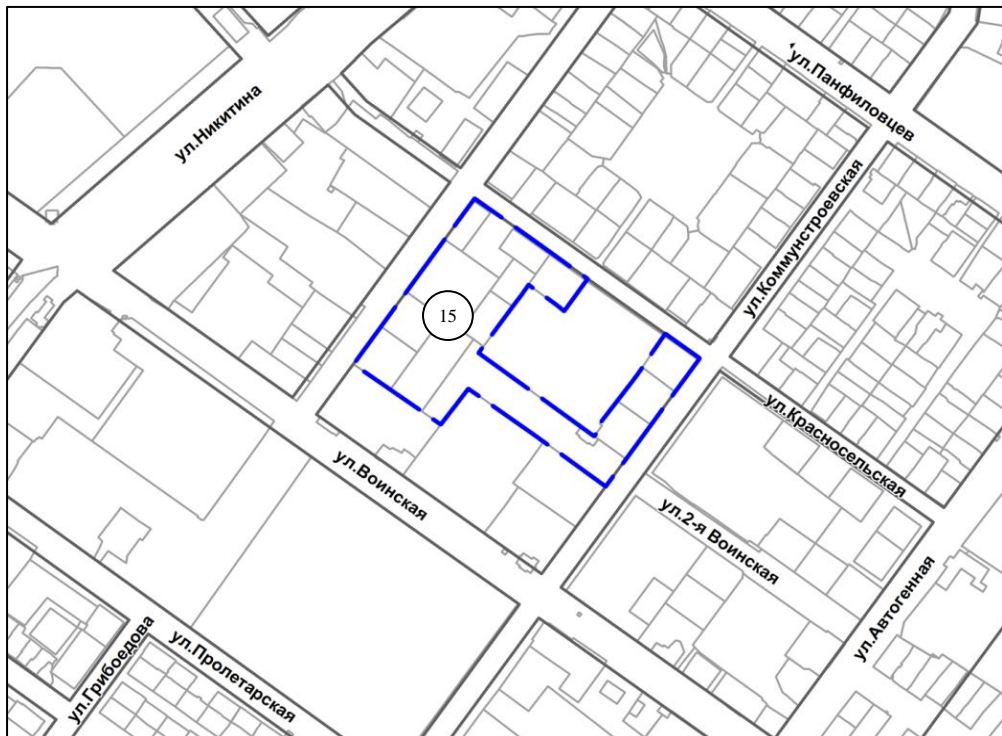 ул.Панфиловцев
ул.Никитина
ул.Коммунстроевская
15
ул.Красносельская
ул.Воинская
ул.2-я Воинская
ул.Автогенная
ул.Грибоедова
ул.Пролетарская